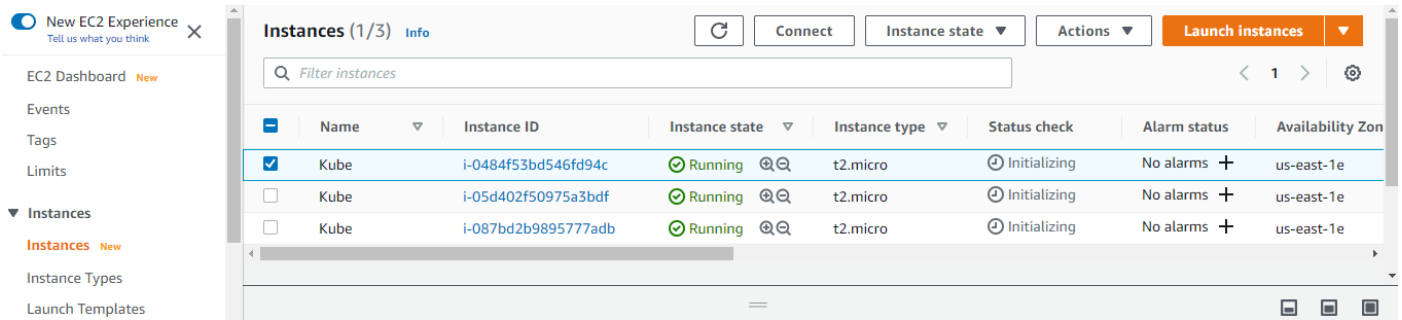 New EC2 Experience
Tell us what you think
EC2 Dashboard New
Events
Tags
Limits
Instances
Instances New
Instance Types
Launch Templates
Instances (1/3) Info
Connect
Instance state
Actions
Launch instances
Filter instances
1
Name Instance ID Instance state Instance type Status check Alarm status Availability Zon
Kube i-0484f53bd546fd94c Running t2.micro Initializing No alarms us-east-1e
Kube i-05d402f50975a3bdf Running t2.micro Initializing No alarms us-east-1e
Kube i-087bd2b9895777adb Running t2.micro Initializing No alarms us-east-1e